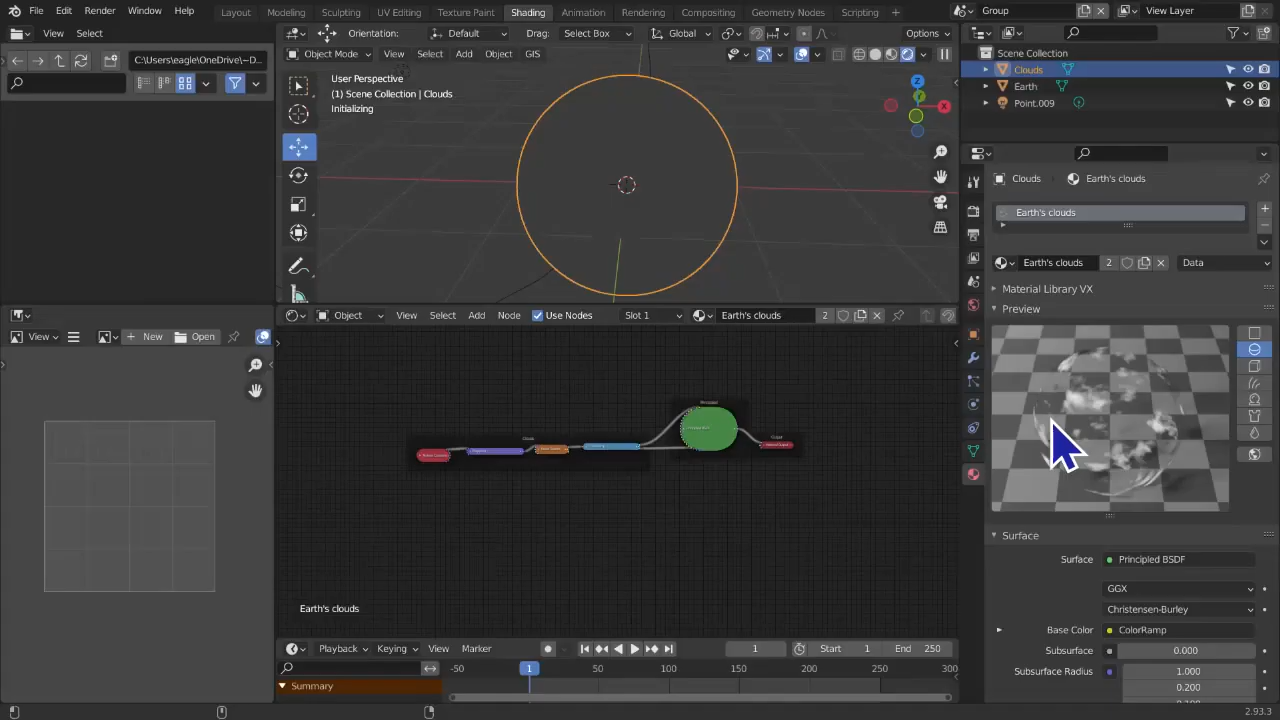 File Edit Render Window Help Layout Modeling Sculpting UV Editing Texture Paint Shading Animation Rendering Compositing Geometry Nodes Scripting + Group View Layer
View Select
Orientation: Default Drag: Select Box Global Options
C:\Users\eagle\OneDrive\~D...
Object Mode View Select Add Object GIS
User Perspective
(1) Scene Collection | Clouds
Initializing
Z
Y
X
Scene Collection
Clouds
Earth
Point.009
Clouds Earth's clouds
Earth's clouds
Earth's clouds 2 Data
Material Library VX
Preview
View New Open
Object View Select Add Node Use Nodes Slot 1 Earth's clouds 2
Principled
Clouds
Output
Earth's clouds
Surface
Surface Principled BSDF
GGX
Christensen-Burley
Base Color ColorRamp
Subsurface 0.000
Subsurface Radius 1.000
0.200
Playback Keying View Marker 1 Start 1 End 250
-50 1 50 100 150 200 250 300
Summary
2.93.3